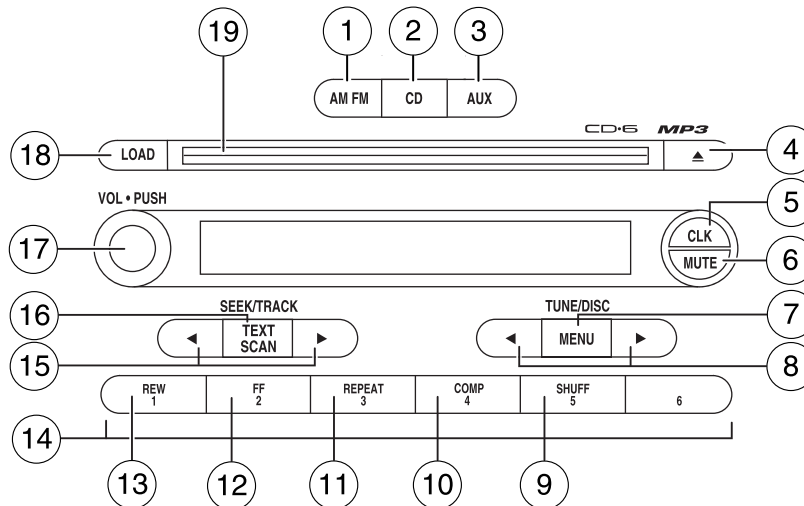 19 1 2 3
AM FM CD AUX
CD•6 MP3
18 LOAD 4
VOL • PUSH 5
17 CLK
MUTE 6
SEEK/TRACK TUNE/DISC
16 TEXT SCAN MENU 7
15 8
REW 1 FF 2 REPEAT 3 COMP 4 SHUFF 5 6
14
13 12 11 10 9